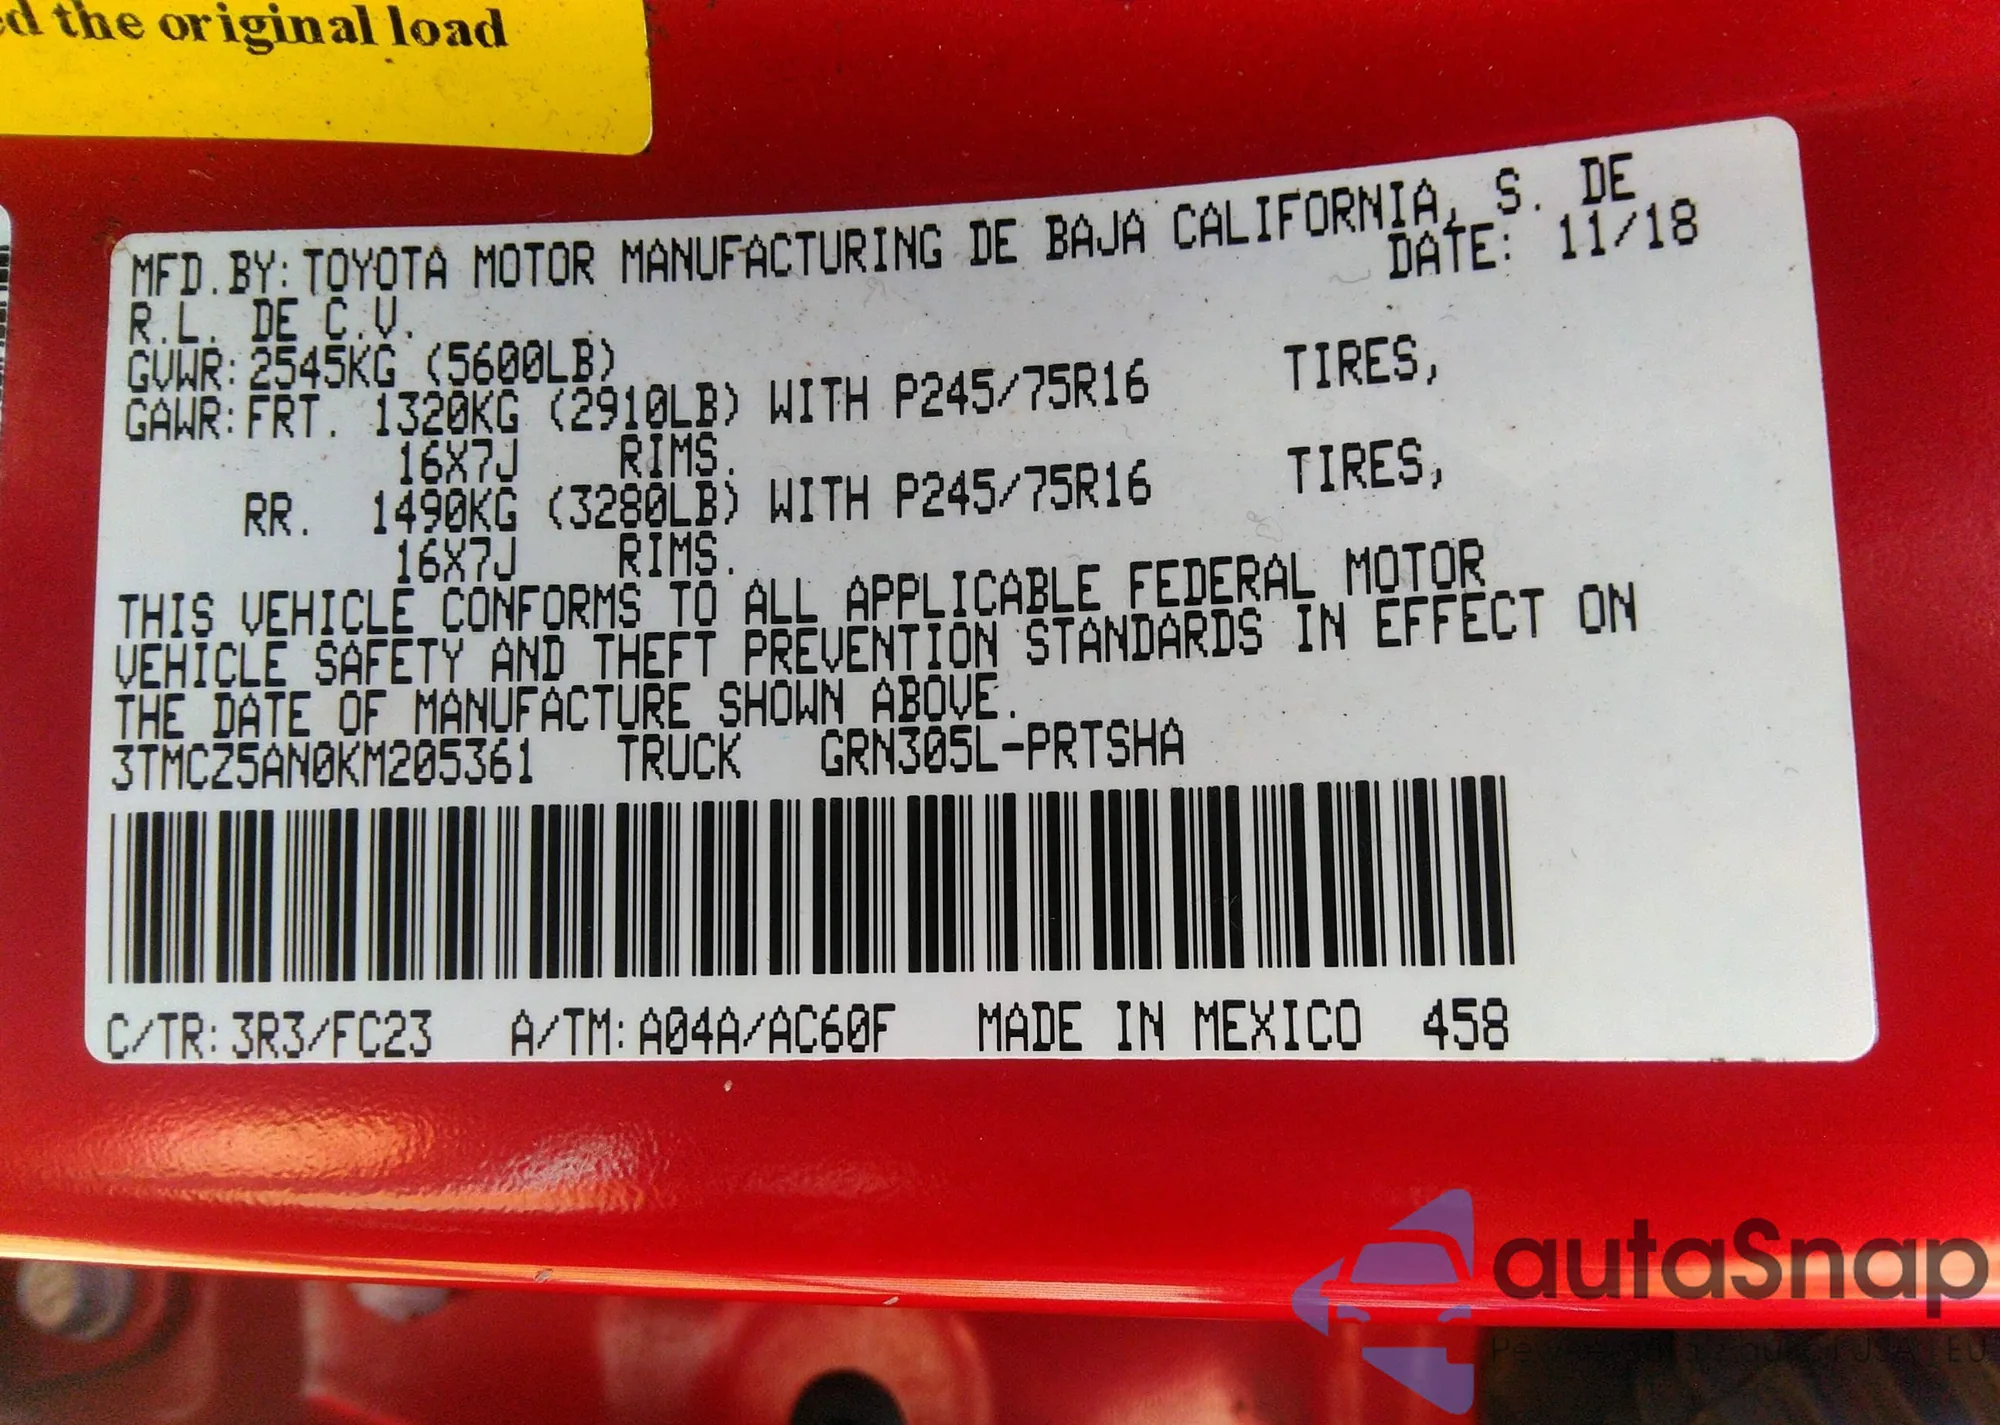 ed the original load
MFD.BY:TOYOTA MOTOR MANUFACTURING DE BAJA CALIFORNIA, S. DE
R.L. DE C.V. DATE: 11/18
GVWR:2545KG (5600LB)
GAWR:FRT. 1320KG (2910LB) WITH P245/75R16 TIRES,
16X7J RIMS.
RR. 1490KG (3280LB) WITH P245/75R16 TIRES,
16X7J RIMS.
THIS VEHICLE CONFORMS TO ALL APPLICABLE FEDERAL MOTOR
VEHICLE SAFETY AND THEFT PREVENTION STANDARDS IN EFFECT ON
THE DATE OF MANUFACTURE SHOWN ABOVE.
3TMCZ5AN0KM205361 TRUCK GRN305L-PRTSHA
C/TR:3R3/FC23 A/TM:A04A/AC60F MADE IN MEXICO 458
autaSnap